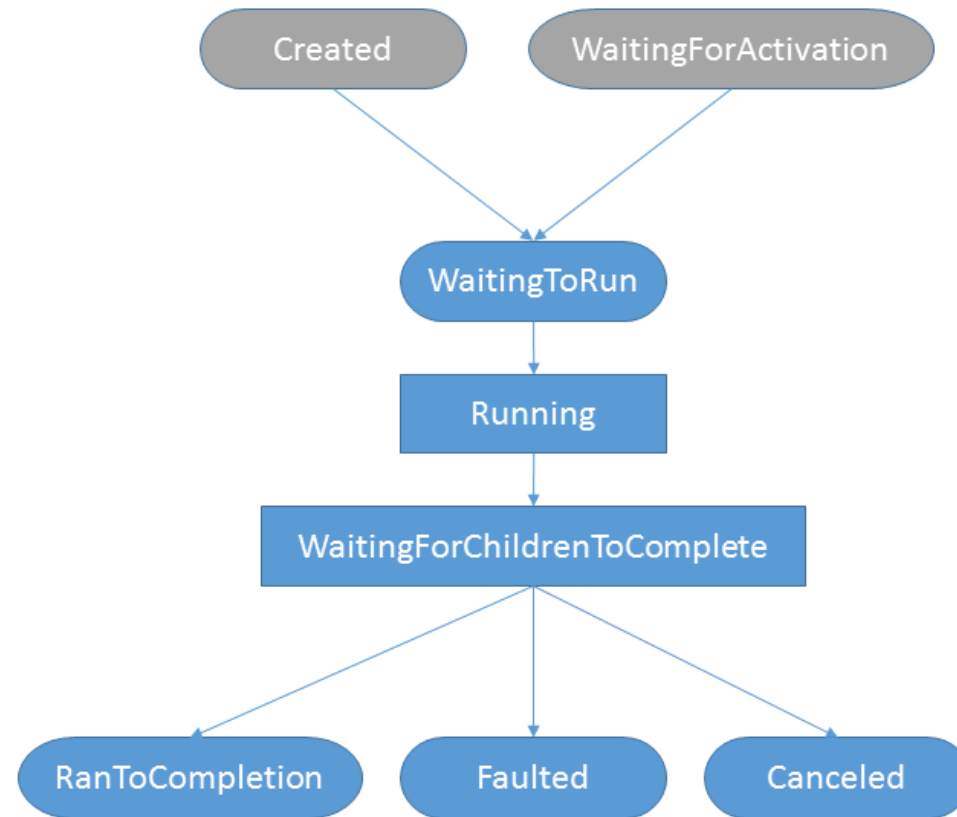 Created
WaitingForActivation
WaitingToRun
Running
WaitingForChildrenToComplete
RanToCompletion
Faulted
Canceled